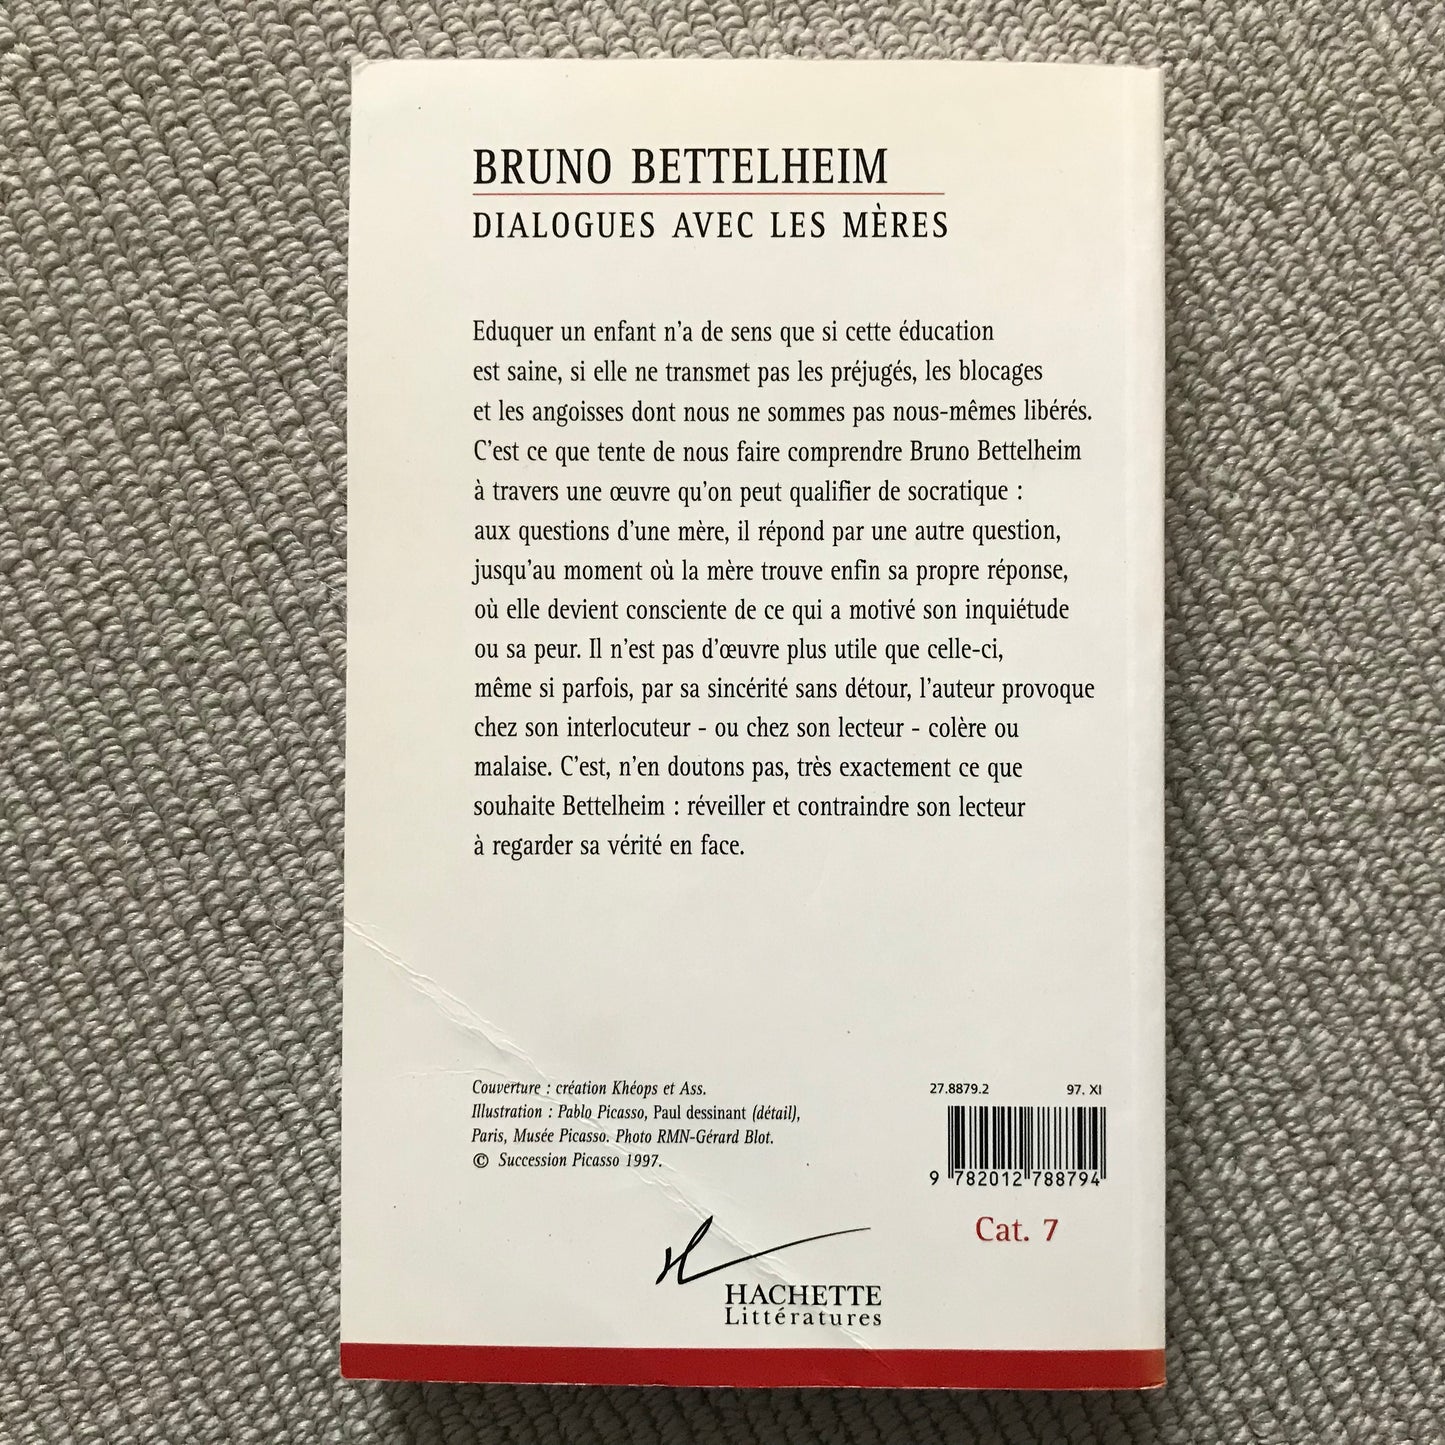 BRUNO BETTELHEIM
DIALOGUES AVEC LES MÈRES
Eduquer un enfant n'a de sens que si cette éducation
est saine, si elle ne transmet pas les préjugés, les blocages
et les angoisses dont nous ne sommes pas nous-mêmes libérés.
C'est ce que tente de nous faire comprendre Bruno Bettelheim
à travers une œuvre qu'on peut qualifier de socratique :
aux questions d'une mère, il répond par une autre question,
jusqu'au moment où la mère trouve enfin sa propre réponse,
où elle devient consciente de ce qui a motivé son inquiétude
ou sa peur. Il n'est pas d'œuvre plus utile que celle-ci,
même si parfois, par sa sincérité sans détour, l'auteur provoque
chez son interlocuteur - ou chez son lecteur - colère ou
malaise. C'est, n'en doutons pas, très exactement ce que
souhaite Bettelheim : réveiller et contraindre son lecteur
à regarder sa vérité en face.
Couverture : création Khéops et Ass.
Illustration : Pablo Picasso, Paul dessinant (détail),
Paris, Musée Picasso. Photo RMN-Gérard Blot.
© Succession Picasso 1997.
27.8879.2 97. XI
9 782012 788794
Cat. 7
HACHETTE
Littératures